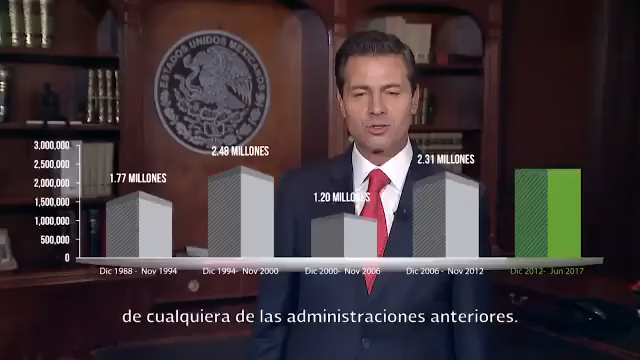 ESTADOS UNIDOS MEXICANOS
3,000,000
2,500,000
2,000,000
1,500,000
1,000,000
500,000
0
1.77 MILLONES
2.48 MILLONES
1.20 MILLONES
2.31 MILLONES
Dic 1988 - Nov 1994
Dic 1994- Nov 2000
Dic 2000- Nov 2006
Dic 2006 - Nov 2012
Dic 2012- Jun 2017
de cualquiera de las administraciones anteriores.